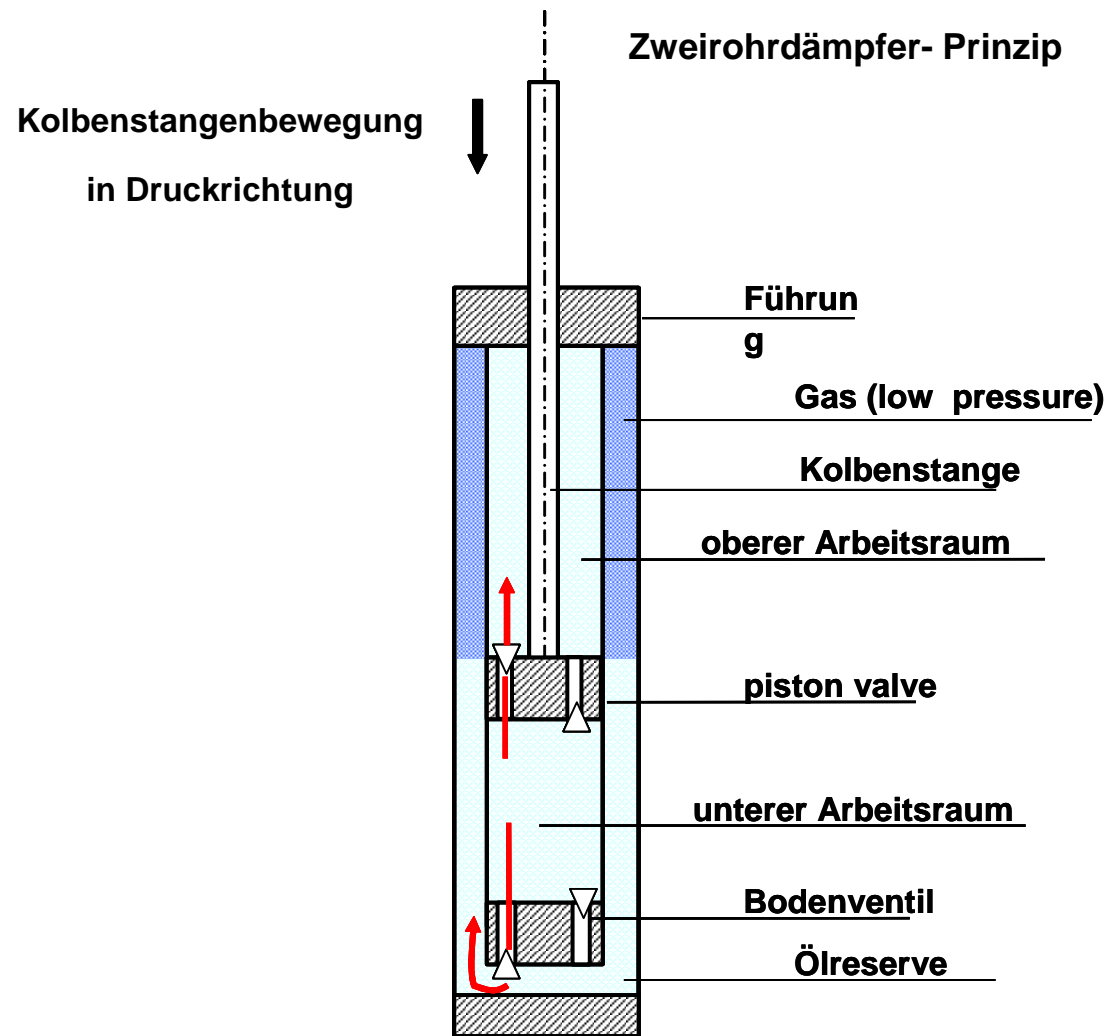 Zweirohrdämpfer- Prinzip
Kolbenstangenbewegung
in Druckrichtung
Führun
g
Gas (low pressure)
Kolbenstange
oberer Arbeitsraum
piston valve
unterer Arbeitsraum
Bodenventil
Ölreserve